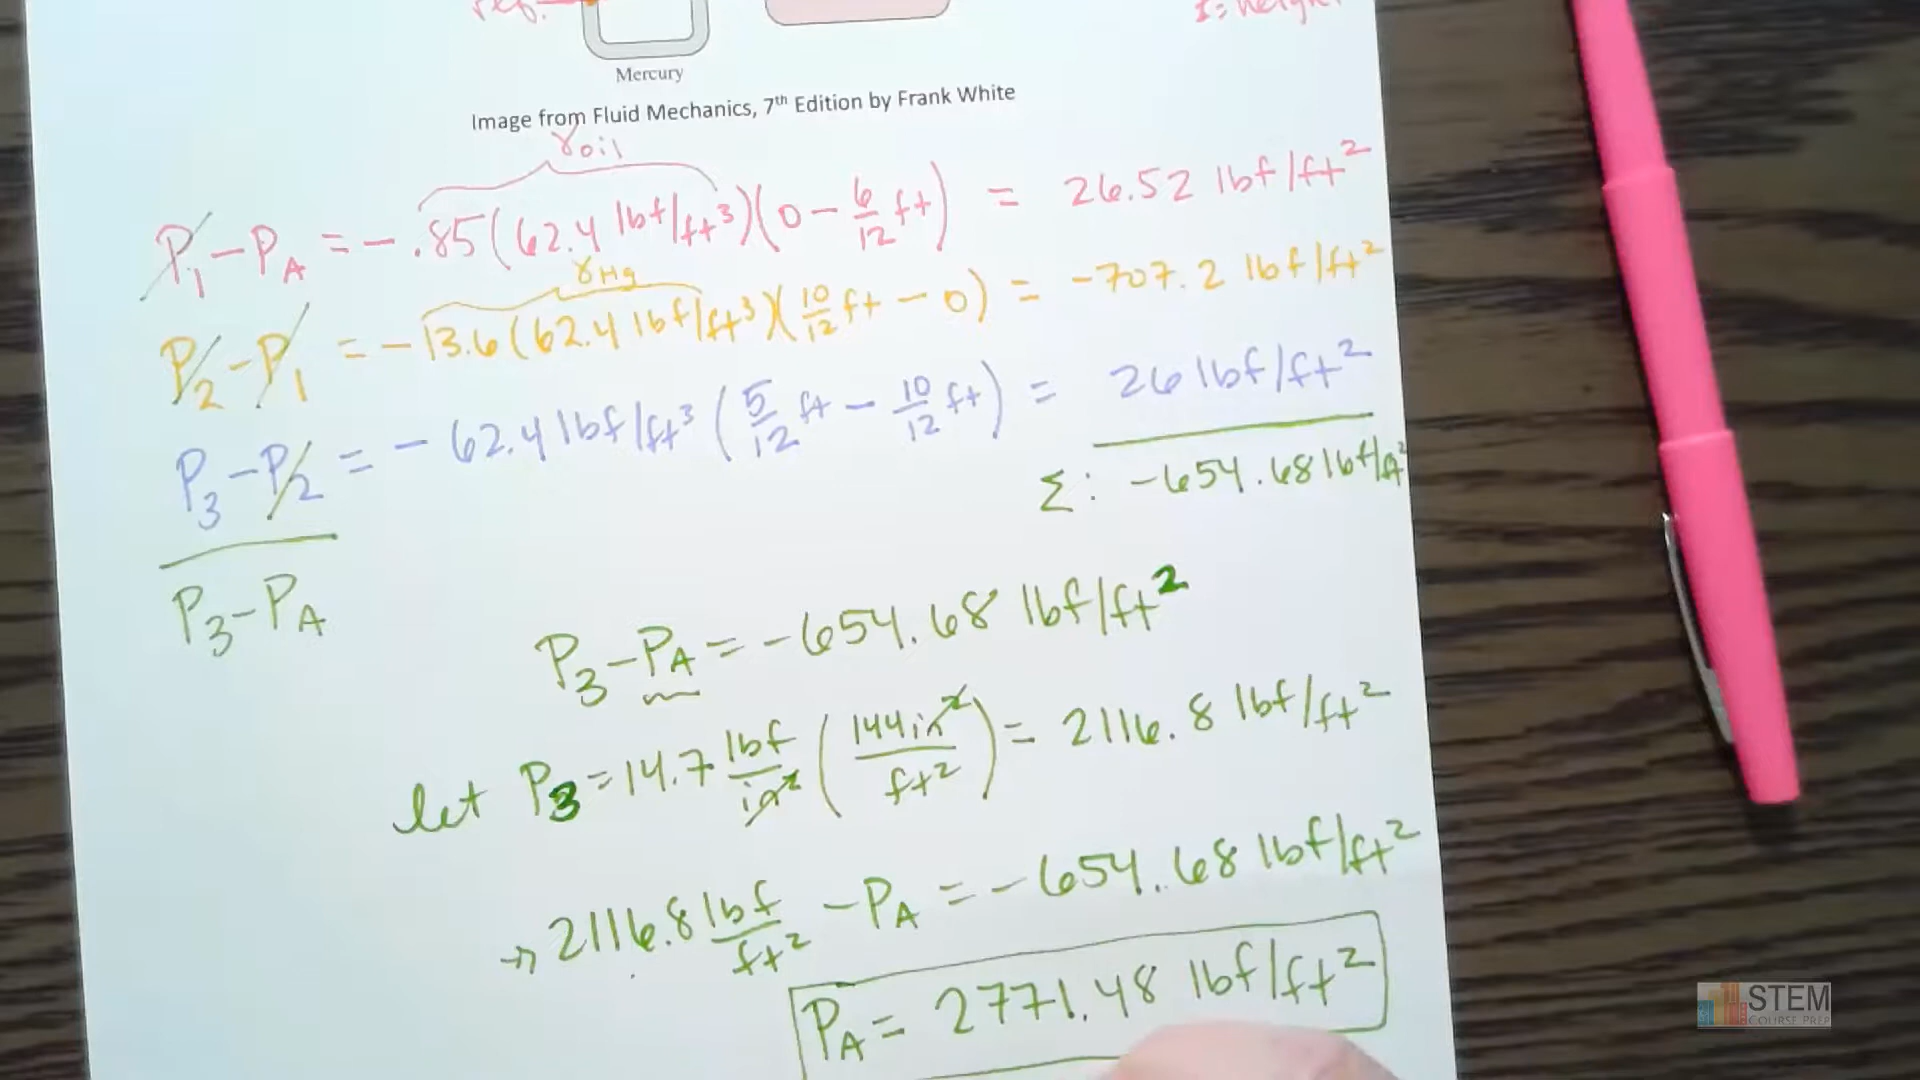 ref.
z = height
Mercury
Image from Fluid Mechanics, 7th Edition by Frank White
γoil
P₁ - PA = - .85(62.4 lbf/ft³)(0 - 6/12 ft) = 26.52 lbf/ft²
γHg
P₂ - P₁ = - 13.6(62.4 lbf/ft³)(10/12 ft - 0) = -707.2 lbf/ft²
P₃ - P₂ = - 62.4 lbf/ft³ (5/12 ft - 10/12 ft) = 26 lbf/ft²
Σ: -654.68 lbf/ft²
P₃ - PA
P₃ - PA = -654.68 lbf/ft²
let P₃ = 14.7 lbf/in² (144 in²/ft²) = 2116.8 lbf/ft²
→ 2116.8 lbf/ft² - PA = -654.68 lbf/ft²
PA = 2771.48 lbf/ft²
STEM
COURSE PREP